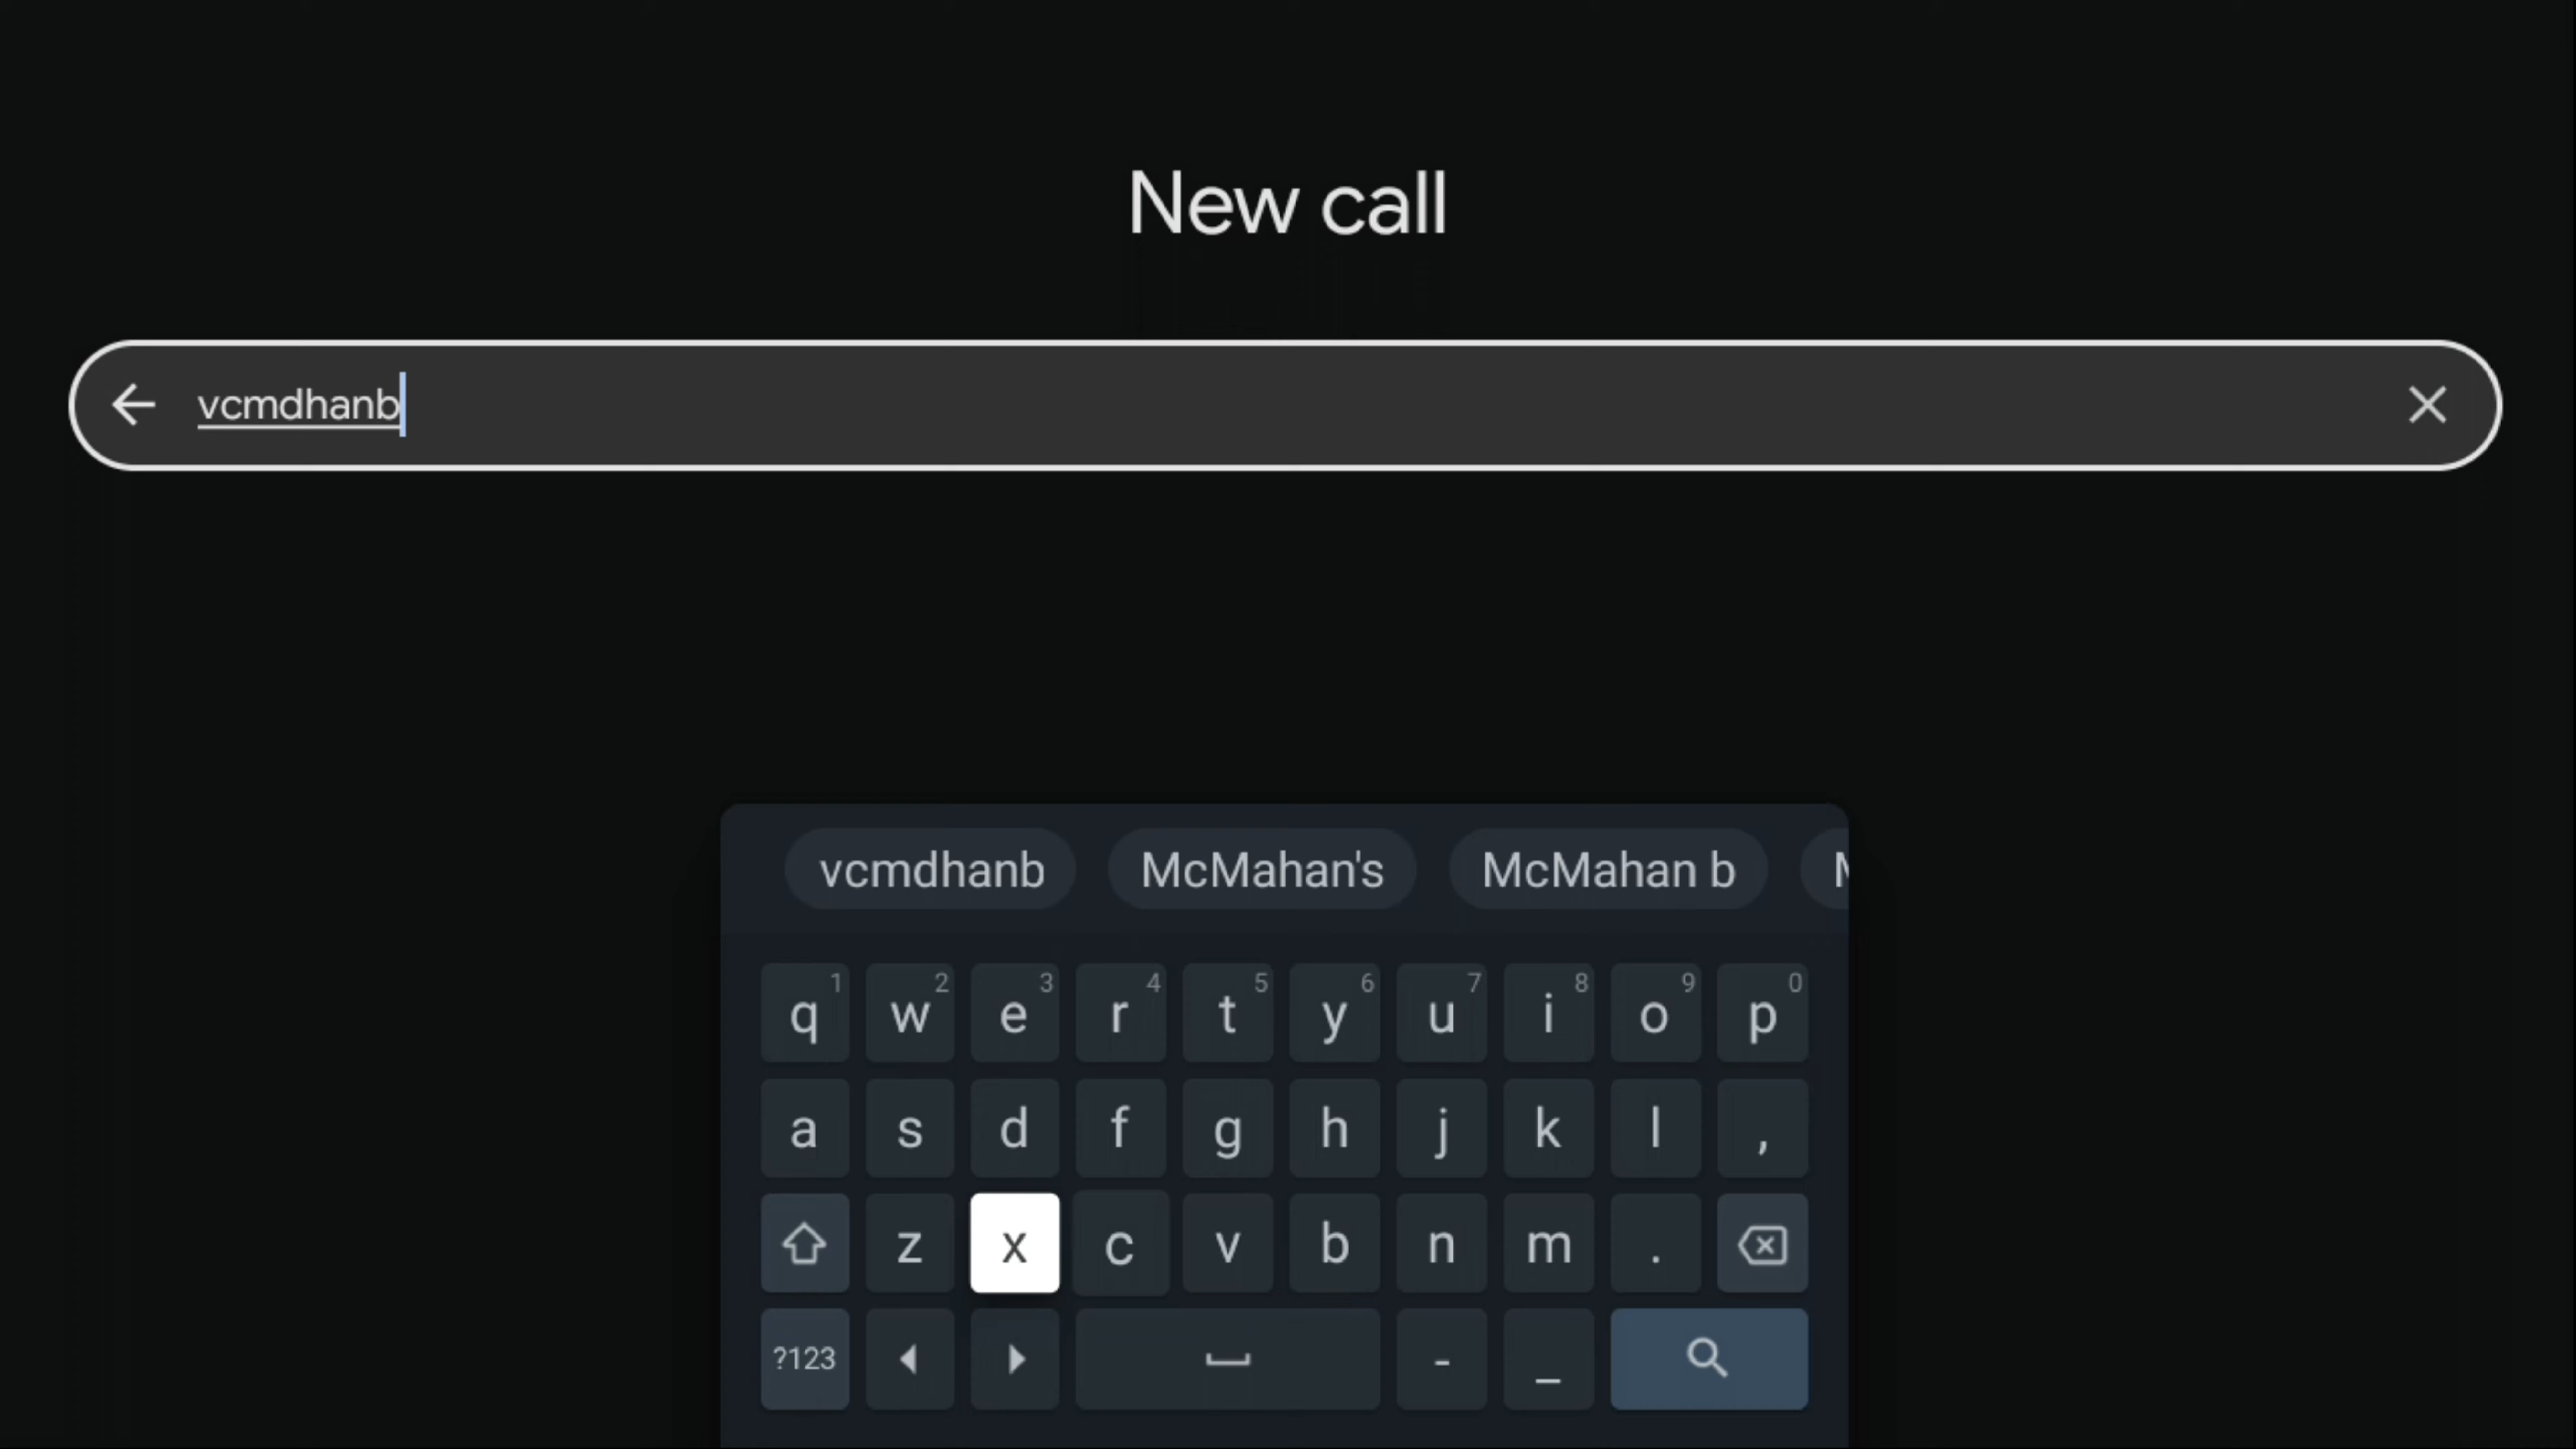 New call
vcmdhanb
vcmdhanb McMahan's McMahan b
q 1 w 2 e 3 r 4 t 5 y 6 u 7 i 8 o 9 p 0
a s d f g h j k l ,
z x c v b n m .
?123 - _